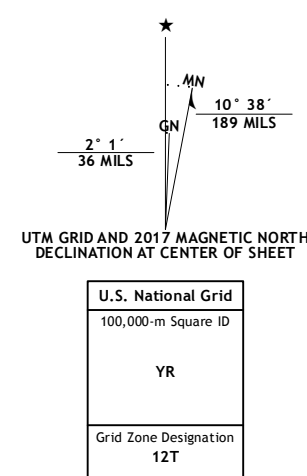 ★
MN
GN
10° 38´
189 MILS
2° 1´
36 MILS
UTM GRID AND 2017 MAGNETIC NORTH
DECLINATION AT CENTER OF SHEET
U.S. National Grid
100,000-m Square ID
YR
Grid Zone Designation
12T